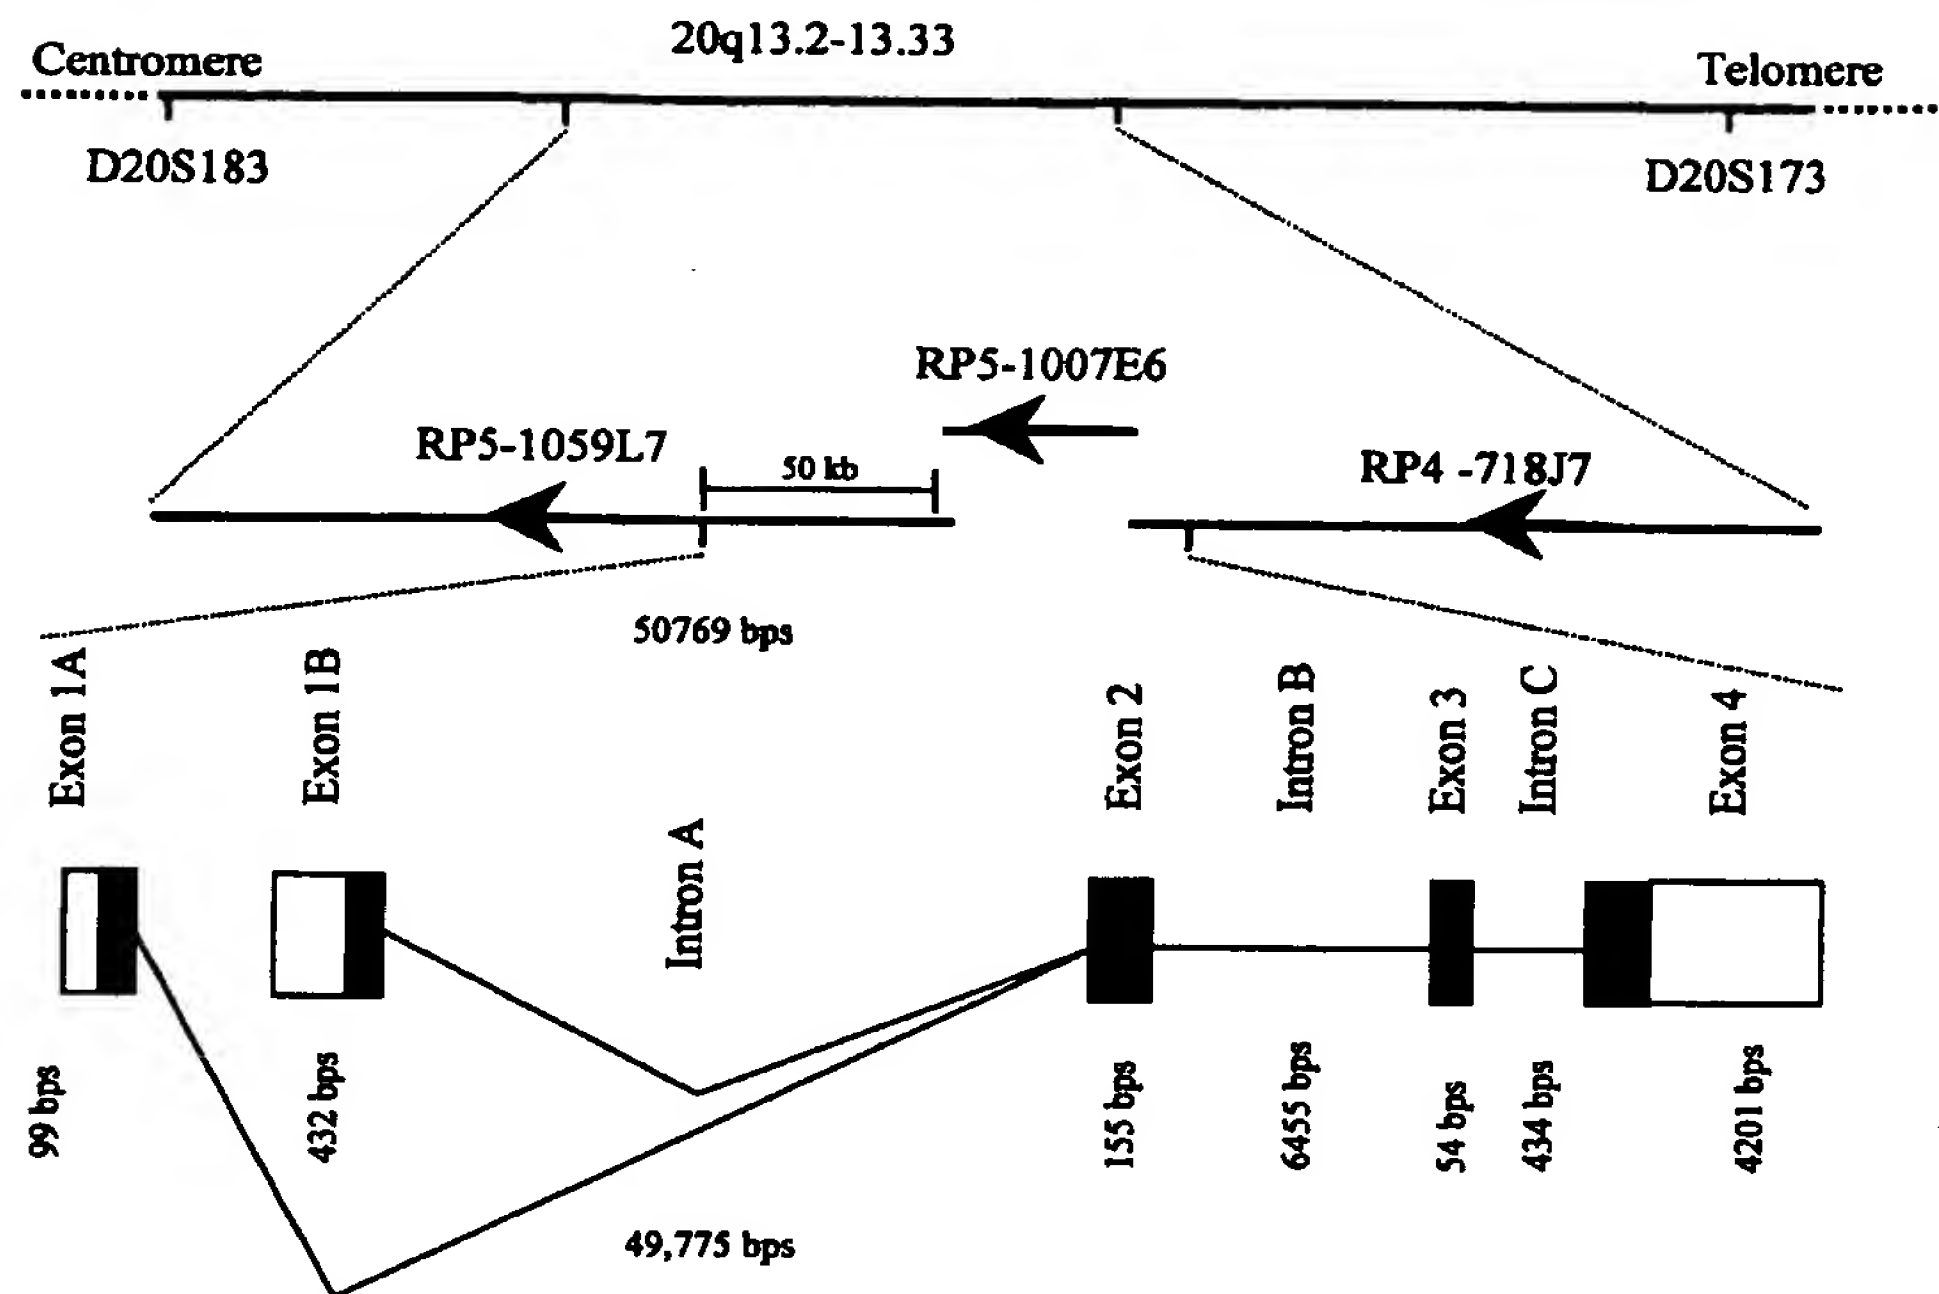 20q13.2-13.33
Centromere
Telomere
D20S183
D20S173
RP5-1007E6
RP5-1059L7
50 kb
RP4 -718J7
50769 bps
Exon 1A
Exon 1B
Intron A
Exon 2
Intron B
Exon 3
Intron C
Exon 4
99 bps
432 bps
155 bps
6455 bps
54 bps
434 bps
4201 bps
49,775 bps